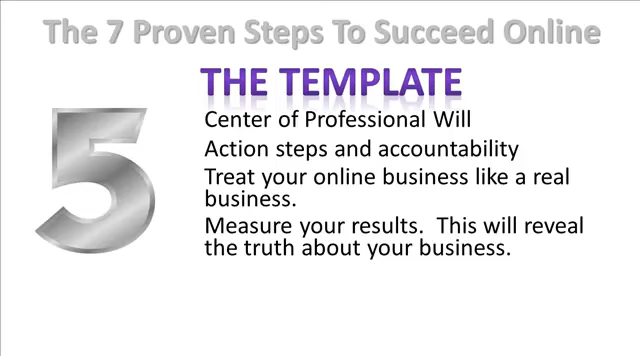 The 7 Proven Steps To Succeed Online
THE TEMPLATE
5
Center of Professional Will
Action steps and accountability
Treat your online business like a real
business.
Measure your results.  This will reveal
the truth about your business.